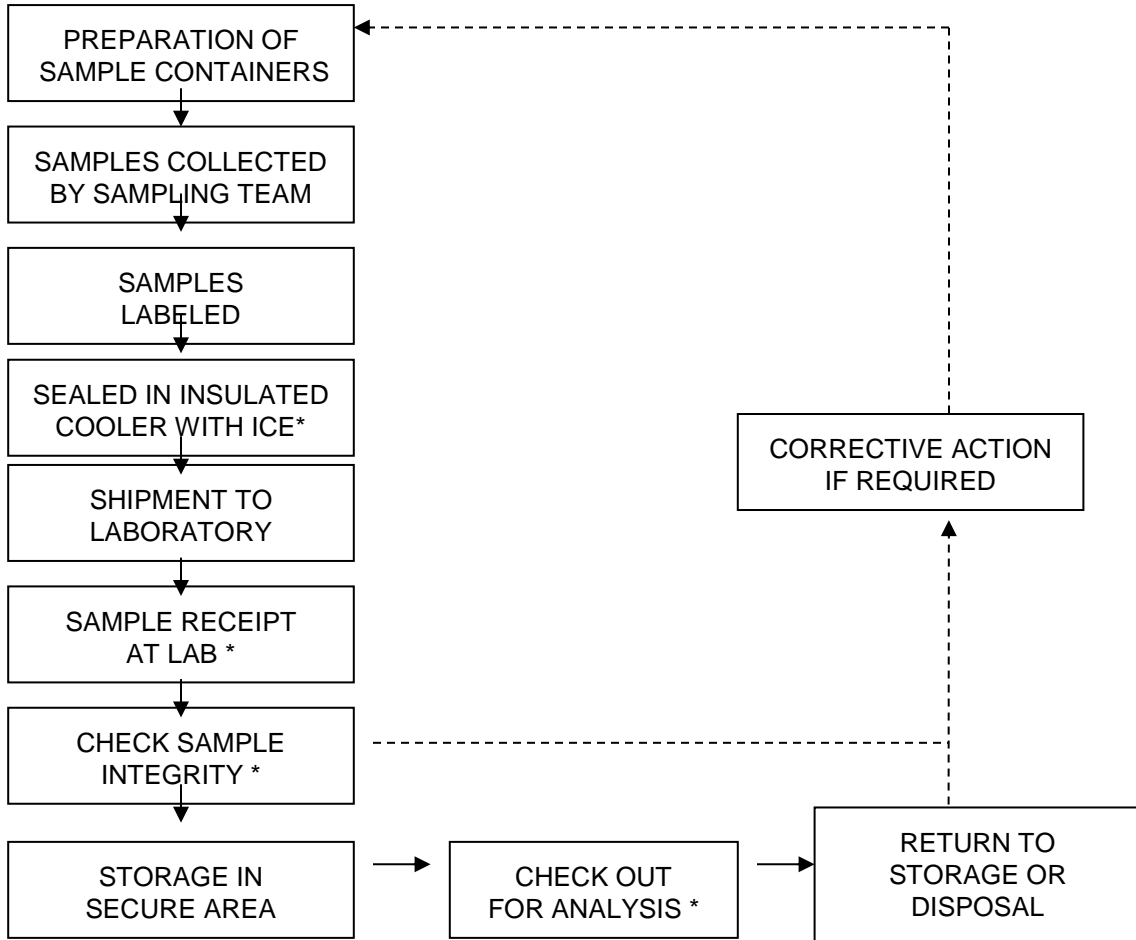 PREPARATION OF
SAMPLE CONTAINERS
SAMPLES COLLECTED
BY SAMPLING TEAM
SAMPLES
LABELED
SEALED IN INSULATED
COOLER WITH ICE*
SHIPMENT TO
LABORATORY
SAMPLE RECEIPT
AT LAB *
CHECK SAMPLE
INTEGRITY *
STORAGE IN
SECURE AREA
CHECK OUT
FOR ANALYSIS *
RETURN TO
STORAGE OR
DISPOSAL
CORRECTIVE ACTION
IF REQUIRED